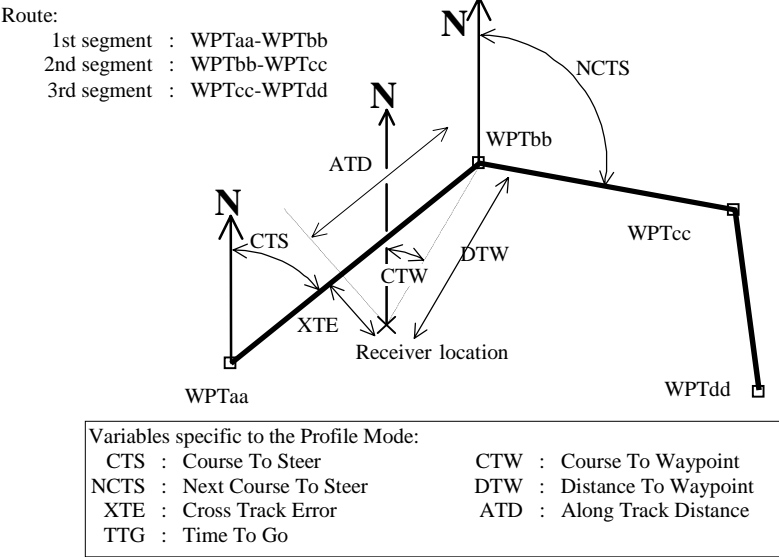 Route:
1st segment : WPTaa-WPTbb
2nd segment : WPTbb-WPTcc
3rd segment : WPTcc-WPTdd
N
NCTS
WPTbb
N
ATD
N
CTS
WPTcc
DTW
CTW
XTE
Receiver location
WPTaa
WPTdd
Variables specific to the Profile Mode:
CTS : Course To Steer
NCTS : Next Course To Steer
XTE : Cross Track Error
TTG : Time To Go
CTW : Course To Waypoint
DTW : Distance To Waypoint
ATD : Along Track Distance